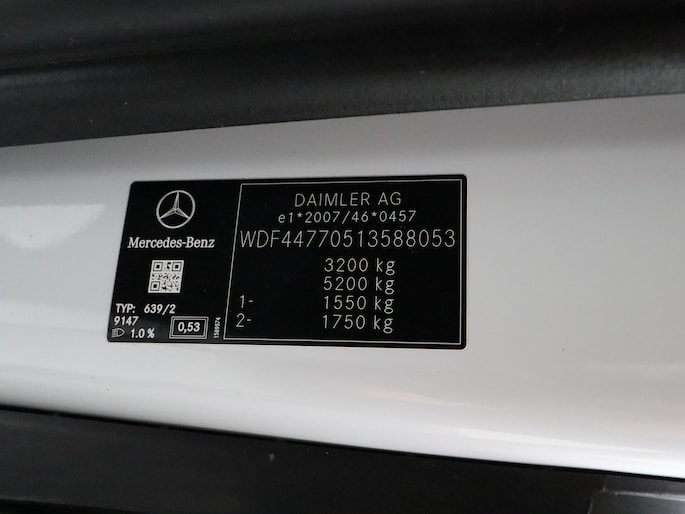 Mercedes-Benz
TYP: 639/2
9147
1.0 %
0,53
DAIMLER AG
e1*2007/46*0457
WDF44770513588053
3200 kg
5200 kg
1- 1550 kg
2- 1750 kg